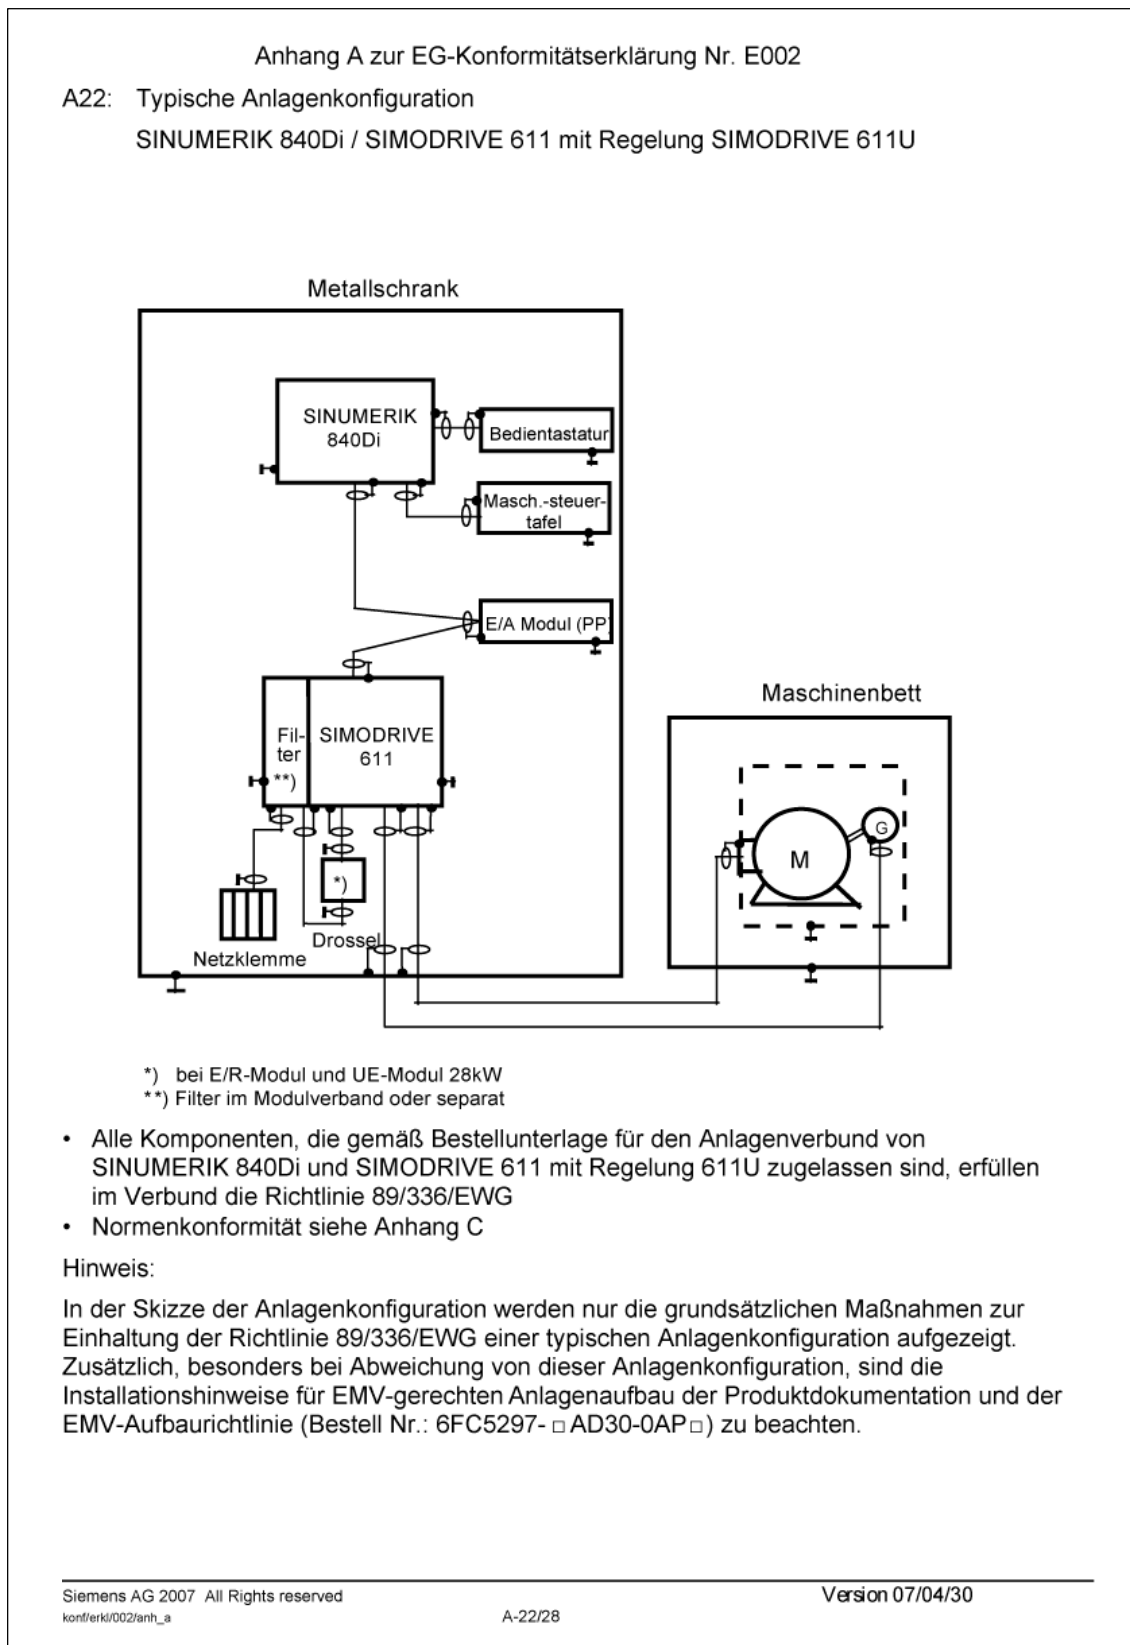 Anhang A zur EG-Konformitätserklärung Nr. E002
A22: Typische Anlagenkonfiguration
SINUMERIK 840Di / SIMODRIVE 611 mit Regelung SIMODRIVE 611U
Metallschrank
SINUMERIK
840Di
Bedientastatur
Masch.-steuer-
tafel
E/A Modul (PP)
Maschinenbett
Fil-
ter
**)
SIMODRIVE
611
M
G
*)
Drossel
Netzklemme
*) bei E/R-Modul und UE-Modul 28kW
**) Filter im Modulverband oder separat
• Alle Komponenten, die gemäß Bestellunterlage für den Anlagenverbund von
SINUMERIK 840Di und SIMODRIVE 611 mit Regelung 611U zugelassen sind, erfüllen
im Verbund die Richtlinie 89/336/EWG
• Normenkonformität siehe Anhang C
Hinweis:
In der Skizze der Anlagenkonfiguration werden nur die grundsätzlichen Maßnahmen zur
Einhaltung der Richtlinie 89/336/EWG einer typischen Anlagenkonfiguration aufgezeigt.
Zusätzlich, besonders bei Abweichung von dieser Anlagenkonfiguration, sind die
Installationshinweise für EMV-gerechten Anlagenaufbau der Produktdokumentation und der
EMV-Aufbaurichtlinie (Bestell Nr.: 6FC5297- □ AD30-0AP□) zu beachten.
Siemens AG 2007 All Rights reserved
Version 07/04/30
konf/erkl/002/anh_a
A-22/28